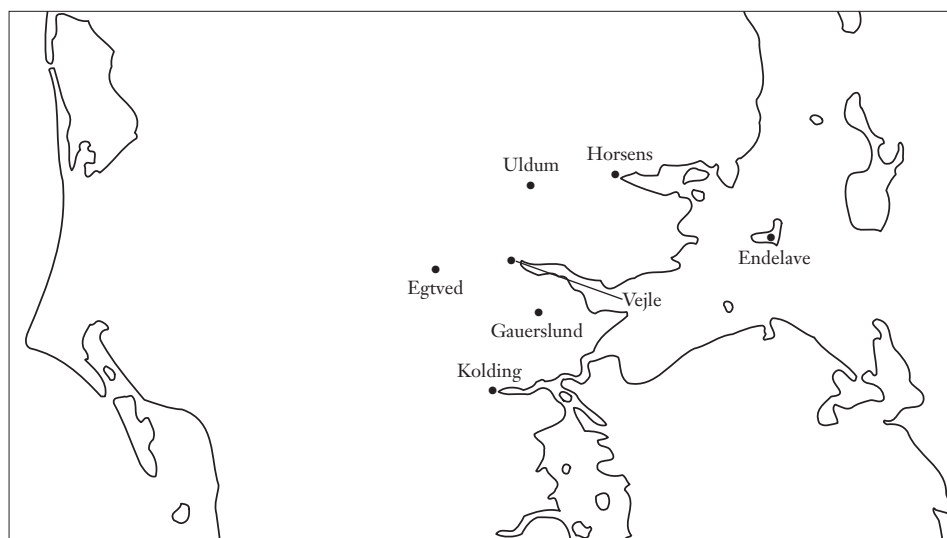 Horsens
Uldum
Endelave
Egtved
Vejle
Gauerslund
Kolding